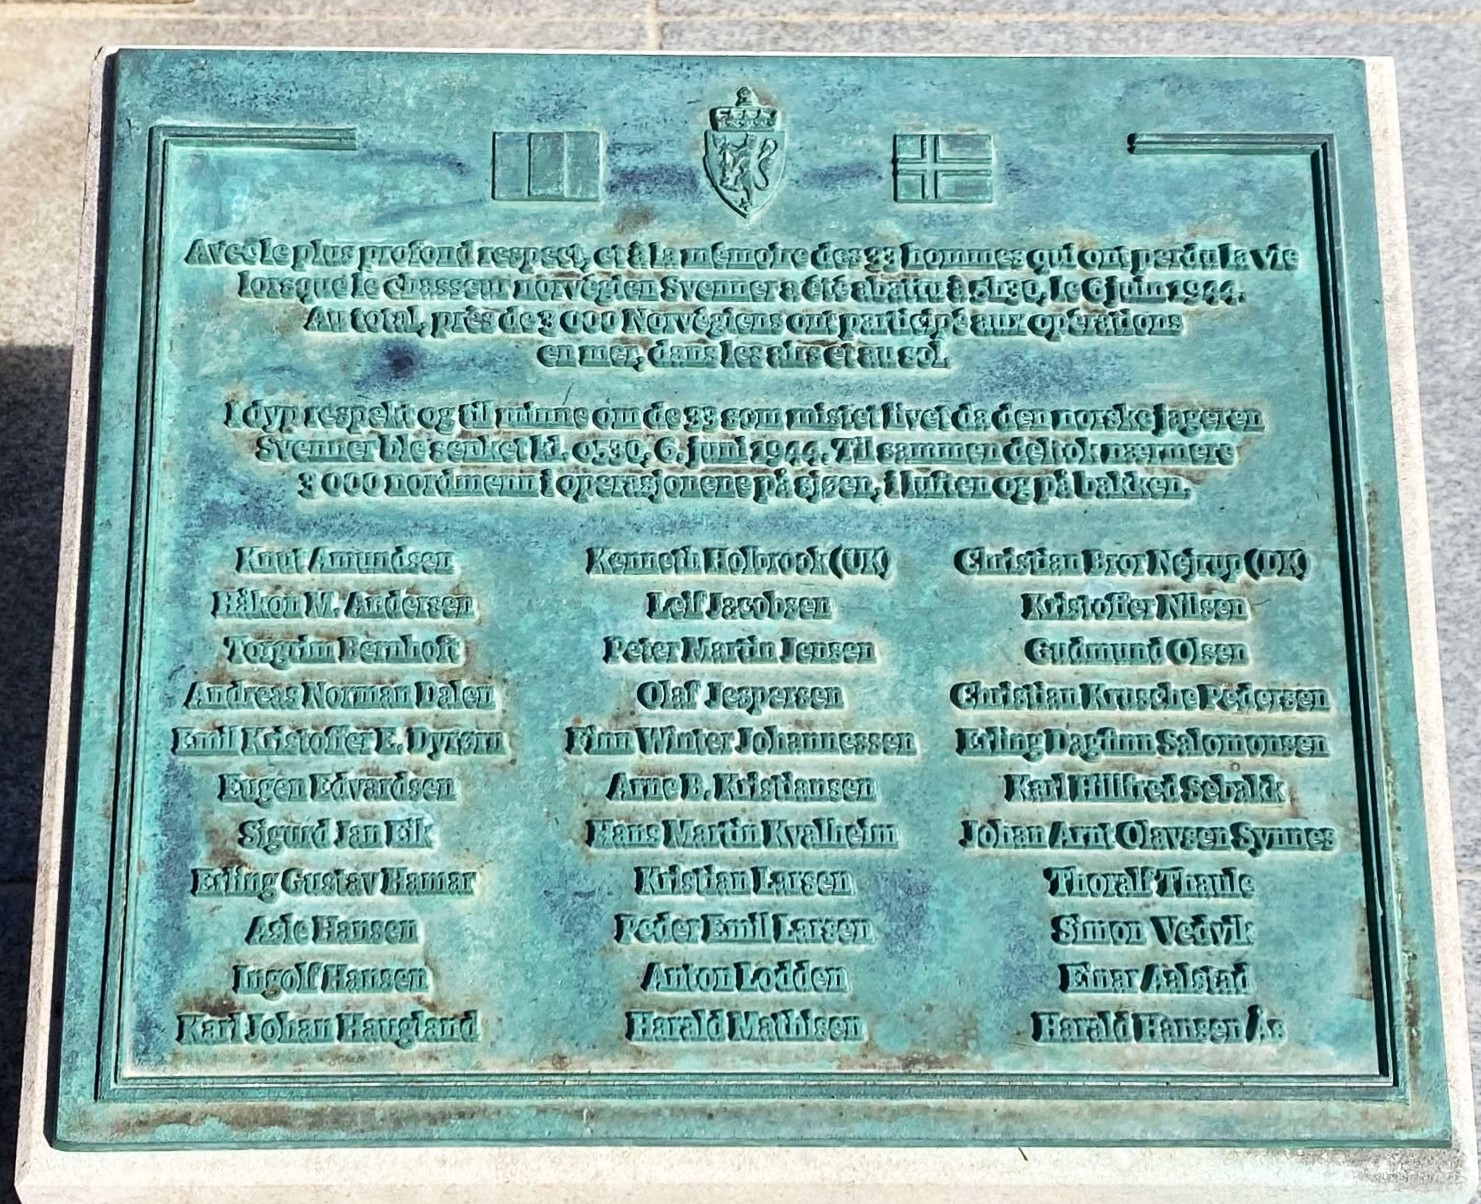 Avec le plus profond respect, et à la mémoire des 33 hommes qui ont perdu la vie
lorsque le chasseur norvégien Svenner a été abattu à 5h30, le 6 juin 1944.
Au total, près de 3 000 Norvégiens ont participé aux opérations
en mer, dans les airs et au sol.
I dyp respekt og til minne om de 33 som mistet livet da den norske jageren
Svenner ble senket kl. 0530, 6. juni 1944. Til sammen deltok nærmere
3 000 nordmenn i operasjonene på sjøen, i luften og på bakken.
Knut Amundsen
Håkon M. Andersen
Torgrim Bernhoft
Andreas Norman Dalen
Emil Kristoffer E. Dyrørn
Eugen Edvardsen
Sigurd Jan Eik
Erling Gustav Hamar
Asle Hansen
Ingolf Hansen
Karl Johan Haugland
Kenneth Holbrook (UK)
Leif Jacobsen
Peter Martin Jensen
Olaf Jespersen
Finn Winter Johannessen
Arne B. Kristiansen
Hans Martin Kvalheim
Kristian Larsen
Peder Emil Larsen
Anton Lodden
Harald Mathisen
Christian Bror Nejrup (DK)
Kristoffer Nilsen
Gudmund Olsen
Christian Krusche Pedersen
Erling Dagfinn Salomonsen
Karl Hillfred Sebakk
Johan Arnt Olavsen Synnes
Thoralf Thaule
Simon Vedvik
Einar Aalstad
Harald Hansen Ås